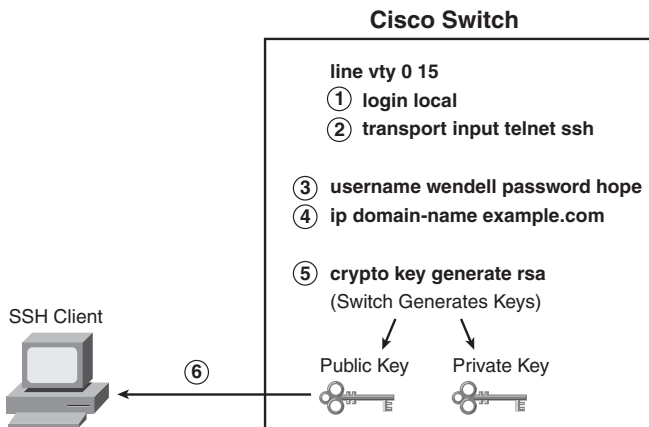 Cisco Switch
line vty 0 15
1 login local
2 transport input telnet ssh
3 username wendell password hope
4 ip domain-name example.com
5 crypto key generate rsa
(Switch Generates Keys)
SSH Client
6
Public Key
Private Key